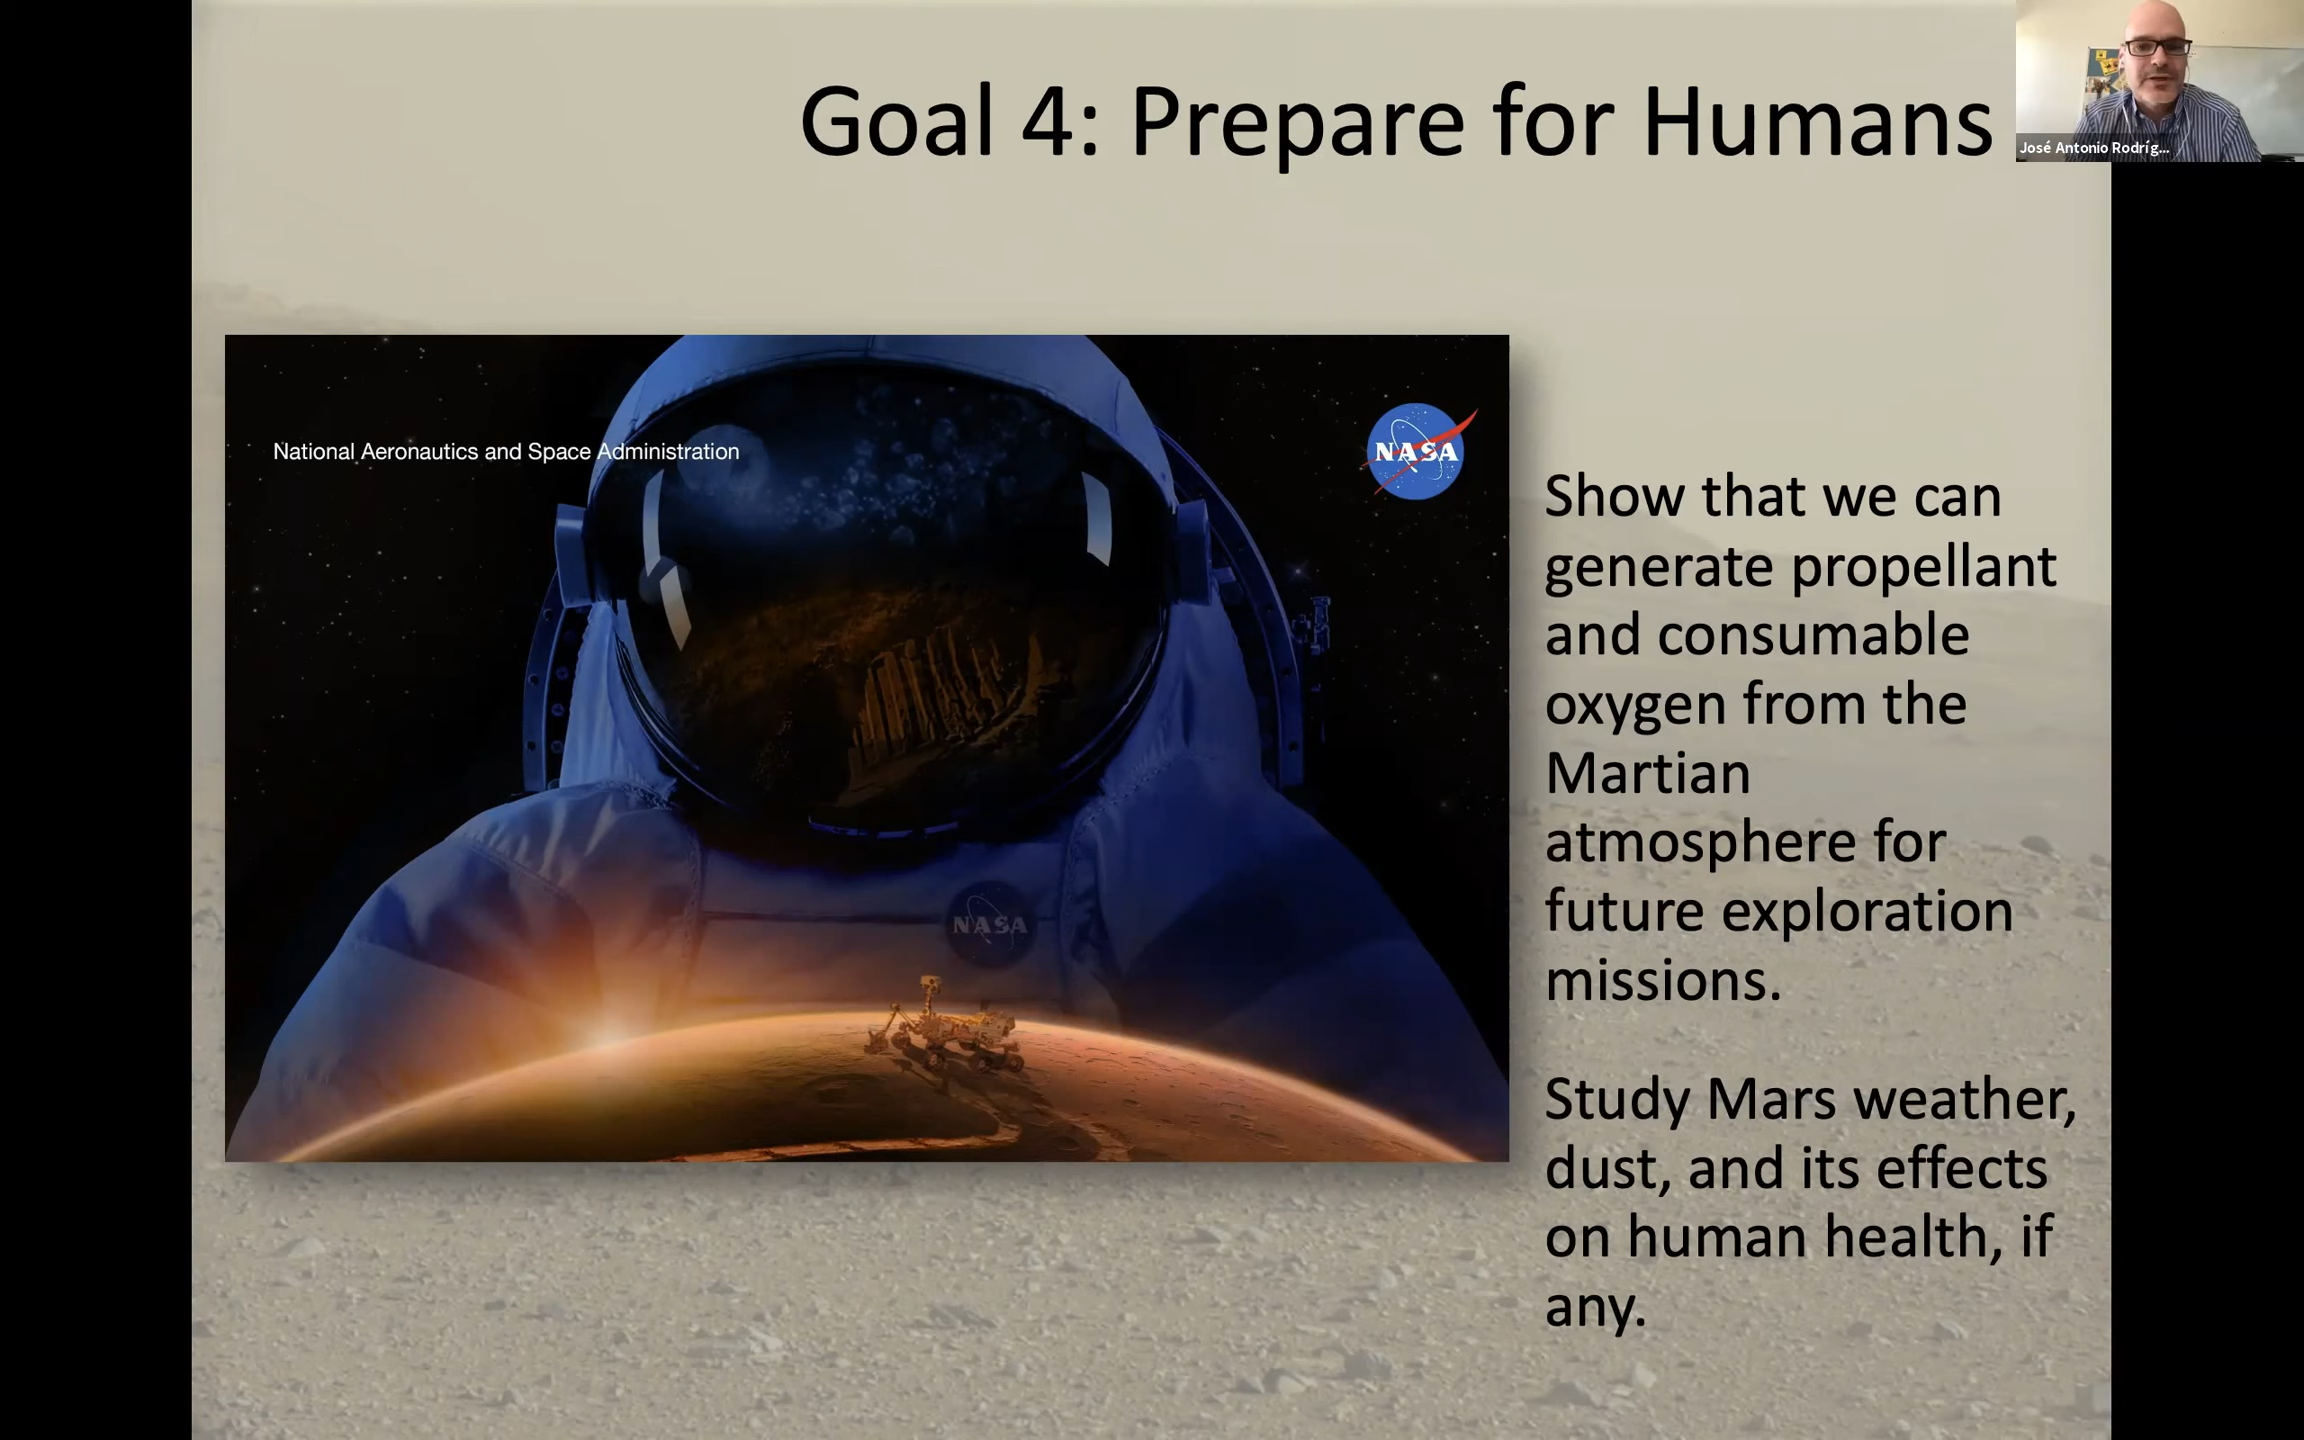 Goal 4: Prepare for Humans
José Antonio Rodríg...
National Aeronautics and Space Administration
NASA
Show that we can
generate propellant
and consumable
oxygen from the
Martian
atmosphere for
future exploration
missions.
NASA
Study Mars weather,
dust, and its effects
on human health, if
any.